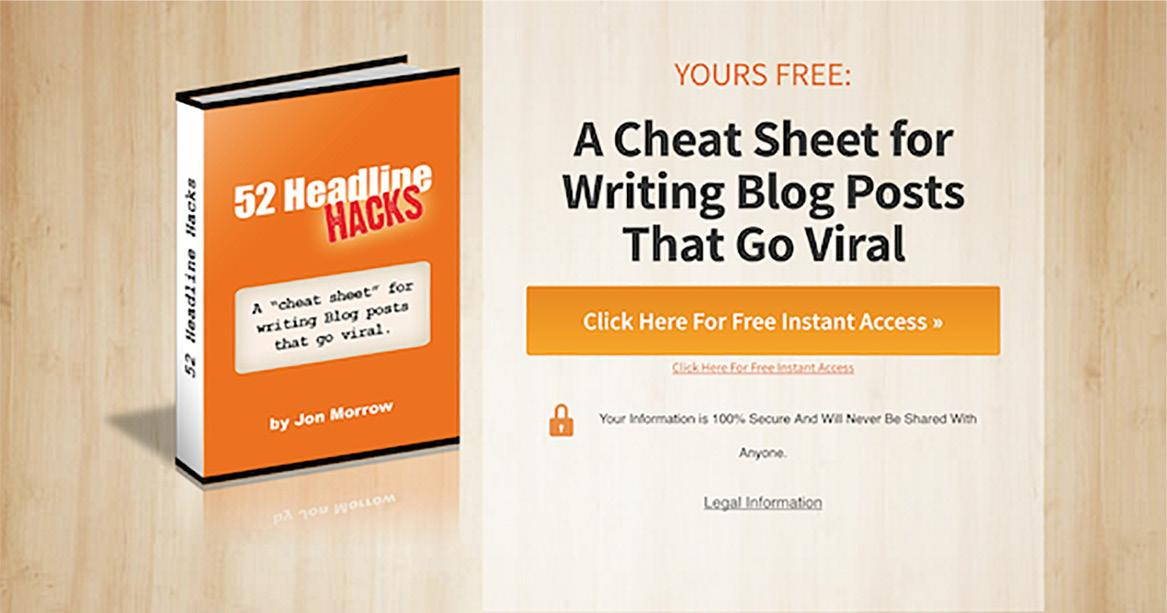 52 Headline Hacks
52 Headline
HACKS
A "cheat sheet" for
writing Blog posts
that go viral.
by Jon Morrow
by Jon Morrow
YOURS FREE:
A Cheat Sheet for
Writing Blog Posts
That Go Viral
Click Here For Free Instant Access »
Click Here For Free Instant Access
Your Information is 100% Secure And Will Never Be Shared With
Anyone.
Legal Information